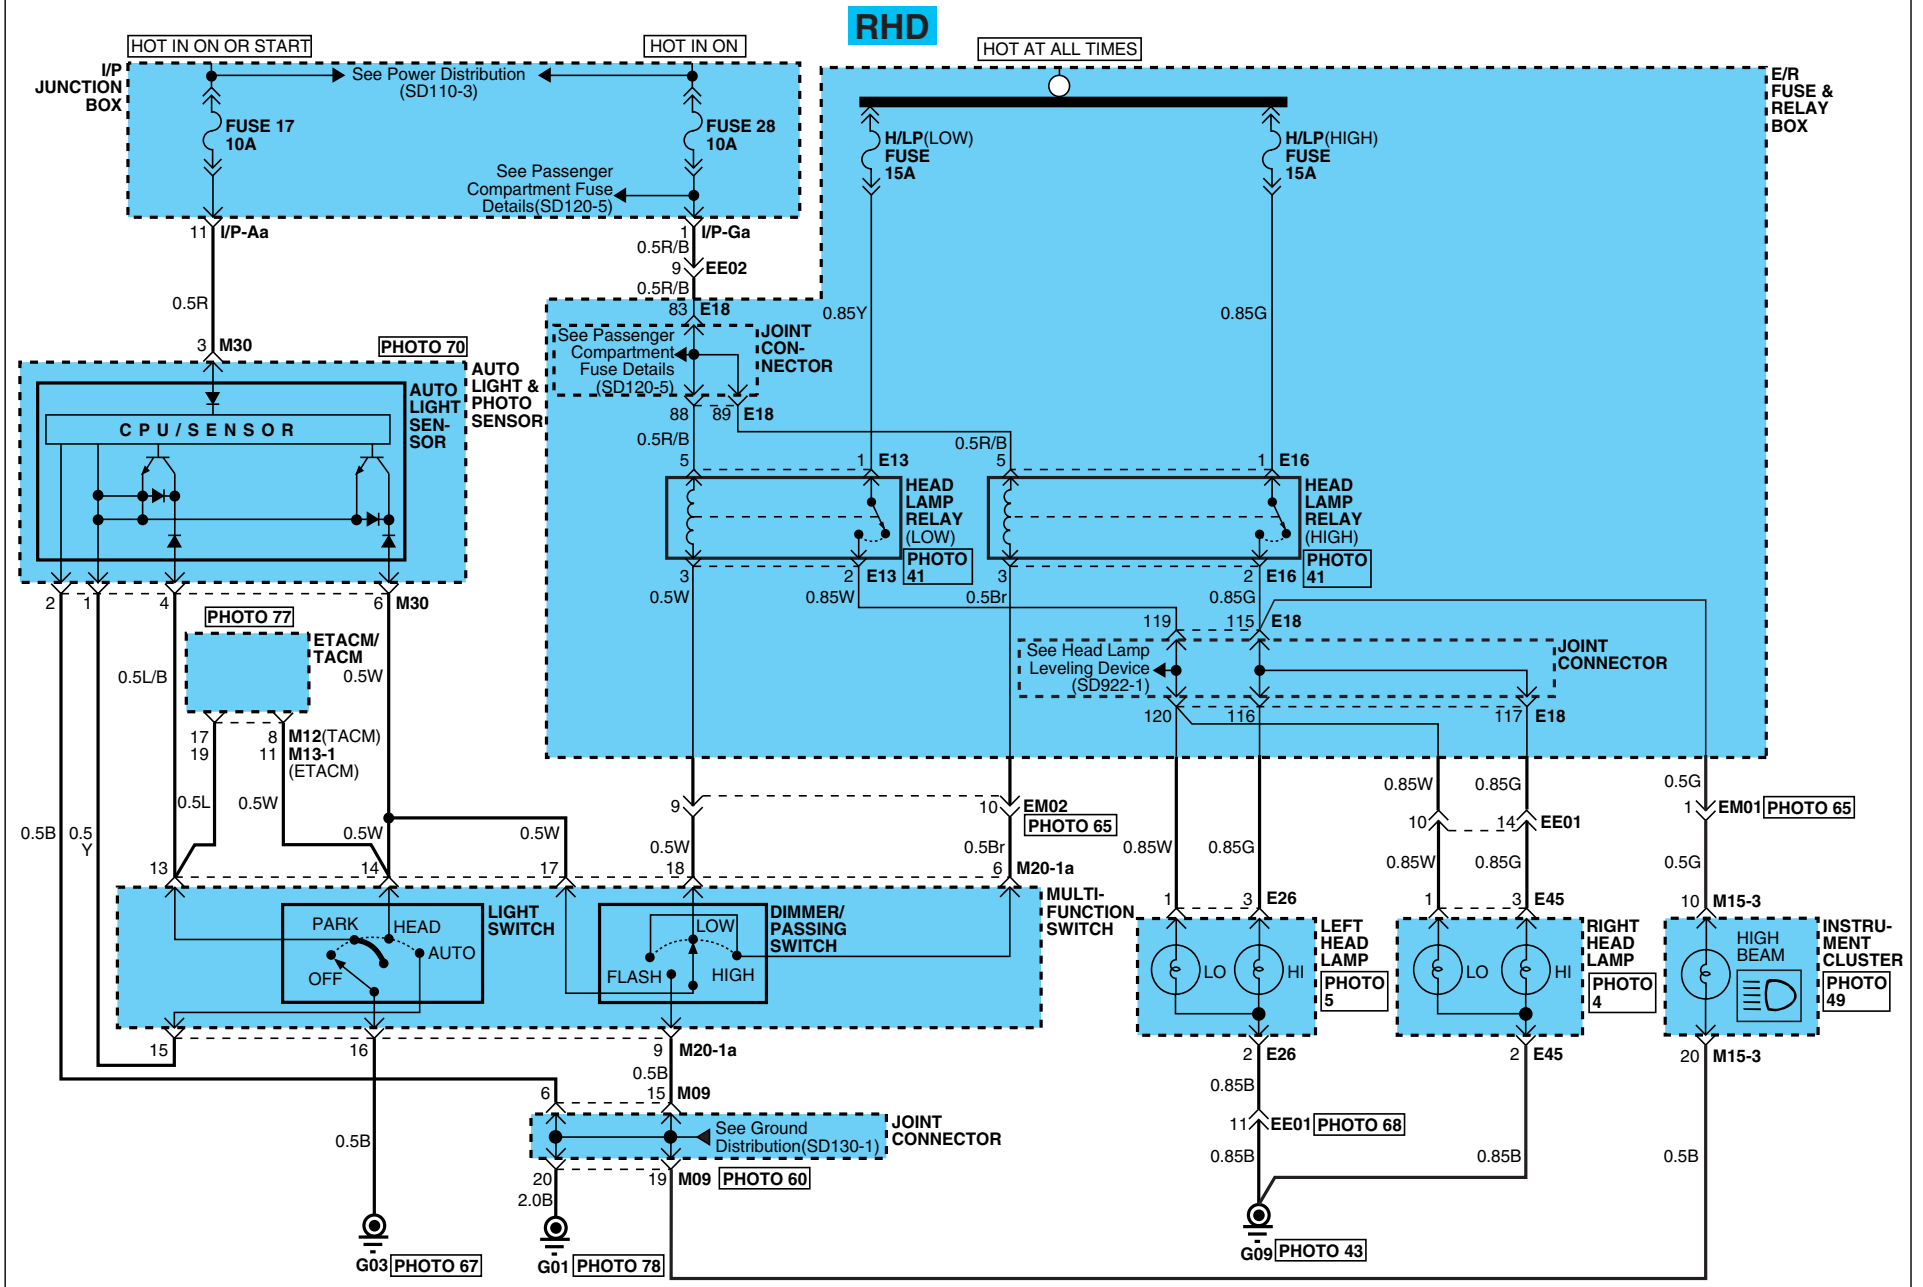 RHD
HOT IN ON OR START
HOT IN ON
HOT AT ALL TIMES
I/P
JUNCTION
BOX
See Power Distribution
(SD110-3)
FUSE 17
10A
FUSE 28
10A
See Passenger
Compartment Fuse
Details(SD120-5)
11 I/P-Aa
1 I/P-Ga
0.5R/B
9 EE02
0.5R/B
0.5R
3 M30
PHOTO 70
E/R
FUSE &
RELAY
BOX
H/LP(LOW)
FUSE
15A
H/LP(HIGH)
FUSE
15A
0.85Y
0.85G
83 E18
See Passenger
Compartment
Fuse Details
(SD120-5)
JOINT
CON-
NECTOR
88 89 E18
0.5R/B
0.5R/B
5 1 E13
5 1 E16
HEAD
LAMP
RELAY
(LOW)
PHOTO
41
HEAD
LAMP
RELAY
(HIGH)
PHOTO
41
3 2 E13
3 2 E16
0.5W 0.85W 0.5Br 0.85G
119 115 E18
See Head Lamp
Leveling Device
(SD922-1)
JOINT
CONNECTOR
120 116 117 E18
AUTO
LIGHT &
PHOTO
SENSOR
AUTO
LIGHT
SEN-
SOR
CPU/SENSOR
2 1 4 6 M30
PHOTO 77
ETACM/
TACM
0.5L/B
0.5W
17 8 M12(TACM)
19 11 M13-1
(ETACM)
0.5L 0.5W
0.5B 0.5
Y
0.5W 0.5W
9 10 EM02
PHOTO 65
0.5W 0.5Br
13 14 17 18 6 M20-1a
0.85W 0.85G
0.85W 0.85G
10 14 EE01
0.85W 0.85G
0.5G
1 EM01 PHOTO 65
0.5G
MULTI-
FUNCTION
SWITCH
LIGHT
SWITCH
PARK HEAD
AUTO
OFF
DIMMER/
PASSING
SWITCH
LOW
FLASH HIGH
15 16 9 M20-1a
1 3 E26
LEFT
HEAD
LAMP
PHOTO
5
LO HI
2 E26
1 3 E45
RIGHT
HEAD
LAMP
PHOTO
4
LO HI
2 E45
10 M15-3
HIGH
BEAM
INSTRU-
MENT
CLUSTER
PHOTO
49
20 M15-3
0.5B
6 15 M09
See Ground
Distribution(SD130-1)
JOINT
CONNECTOR
20 19 M09 PHOTO 60
2.0B
0.5B
G03 PHOTO 67
G01 PHOTO 78
0.85B
11 EE01 PHOTO 68
0.85B 0.85B
0.5B
G09 PHOTO 43